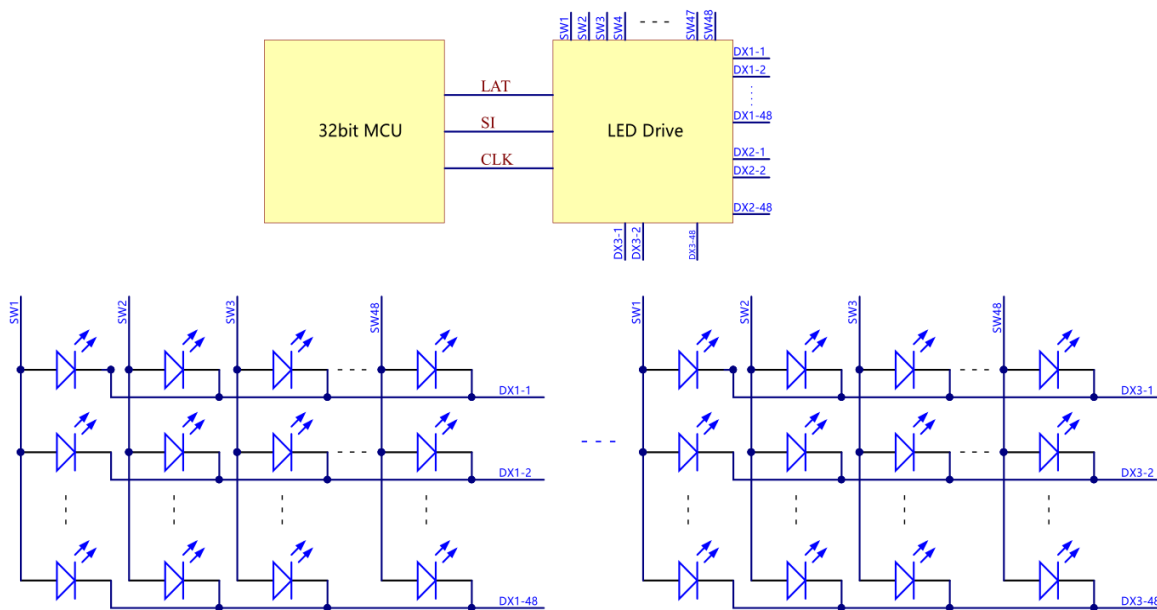 SW1 SW2 SW3 SW4 SW47 SW48
DX1-1
DX1-2
LAT
32bit MCU SI LED Drive DX1-48
CLK
DX2-1
DX2-2
DX2-48
DX3-1 DX3-2 DX3-48
SW1 SW2 SW3 SW48
DX1-1
DX1-2
DX1-48
SW1 SW2 SW3 SW48
DX3-1
DX3-2
DX3-48